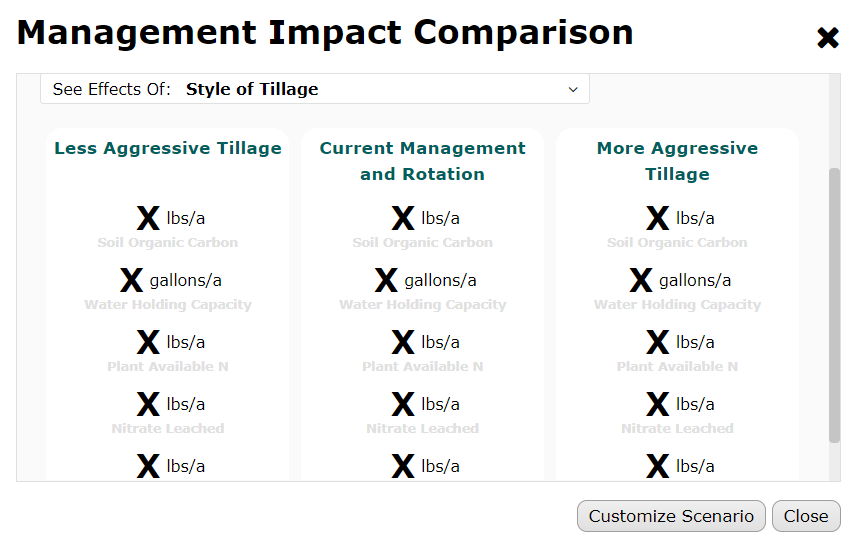 Management Impact Comparison
See Effects Of: Style of Tillage
Less Aggressive Tillage
X lbs/a
Soil Organic Carbon
X gallons/a
Water Holding Capacity
X lbs/a
Plant Available N
X lbs/a
Nitrate Leached
X lbs/a
Current Management
and Rotation
X lbs/a
Soil Organic Carbon
X gallons/a
Water Holding Capacity
X lbs/a
Plant Available N
X lbs/a
Nitrate Leached
X lbs/a
More Aggressive
Tillage
X lbs/a
Soil Organic Carbon
X gallons/a
Water Holding Capacity
X lbs/a
Plant Available N
X lbs/a
Nitrate Leached
X lbs/a
Customize Scenario
Close